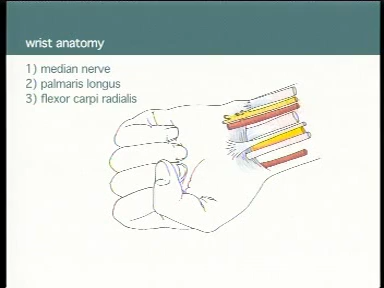 wrist anatomy
1) median nerve
2) palmaris longus
3) flexor carpi radialis